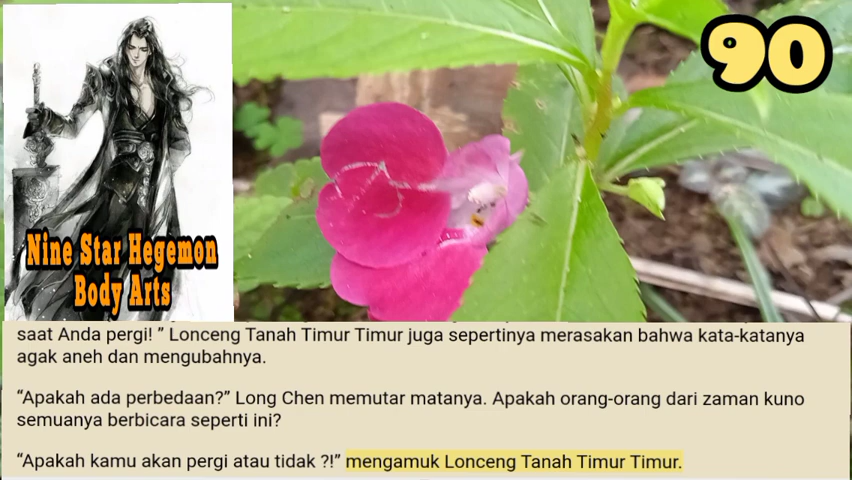 90
Nine Star Hegemon
Body Arts
saat Anda pergi! ” Lonceng Tanah Timur Timur juga sepertinya merasakan bahwa kata-katanya
agak aneh dan mengubahnya.
“Apakah ada perbedaan?” Long Chen memutar matanya. Apakah orang-orang dari zaman kuno
semuanya berbicara seperti ini?
“Apakah kamu akan pergi atau tidak ?!” mengamuk Lonceng Tanah Timur Timur.